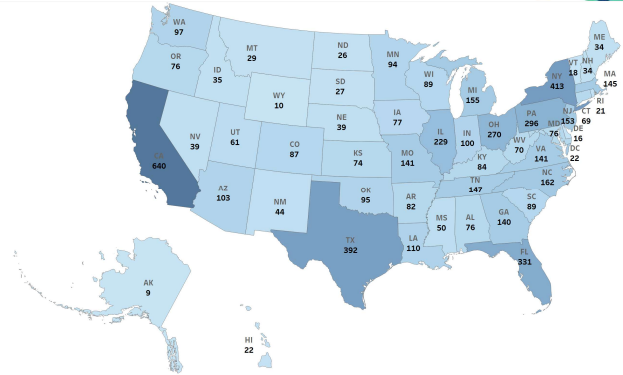 WA
97
OR
76
ID
35
MT
29
WY
10
NV
39
UT
61
CO
87
CA
640
AZ
103
NM
44
ND
26
SD
27
NE
39
KS
74
OK
95
TX
392
MN
94
IA
77
MO
141
AR
82
LA
110
WI
89
IL
229
MI
155
IN
100
OH
270
KY
84
TN
147
MS
50
AL
76
GA
140
FL
331
SC
89
NC
162
VA
141
WV
70
PA
296
NY
413
ME
34
VT
18
NH
34
MA
145
RI
21
CT
69
NJ
153
MD
76
DE
16
DC
22
AK
9
HI
22